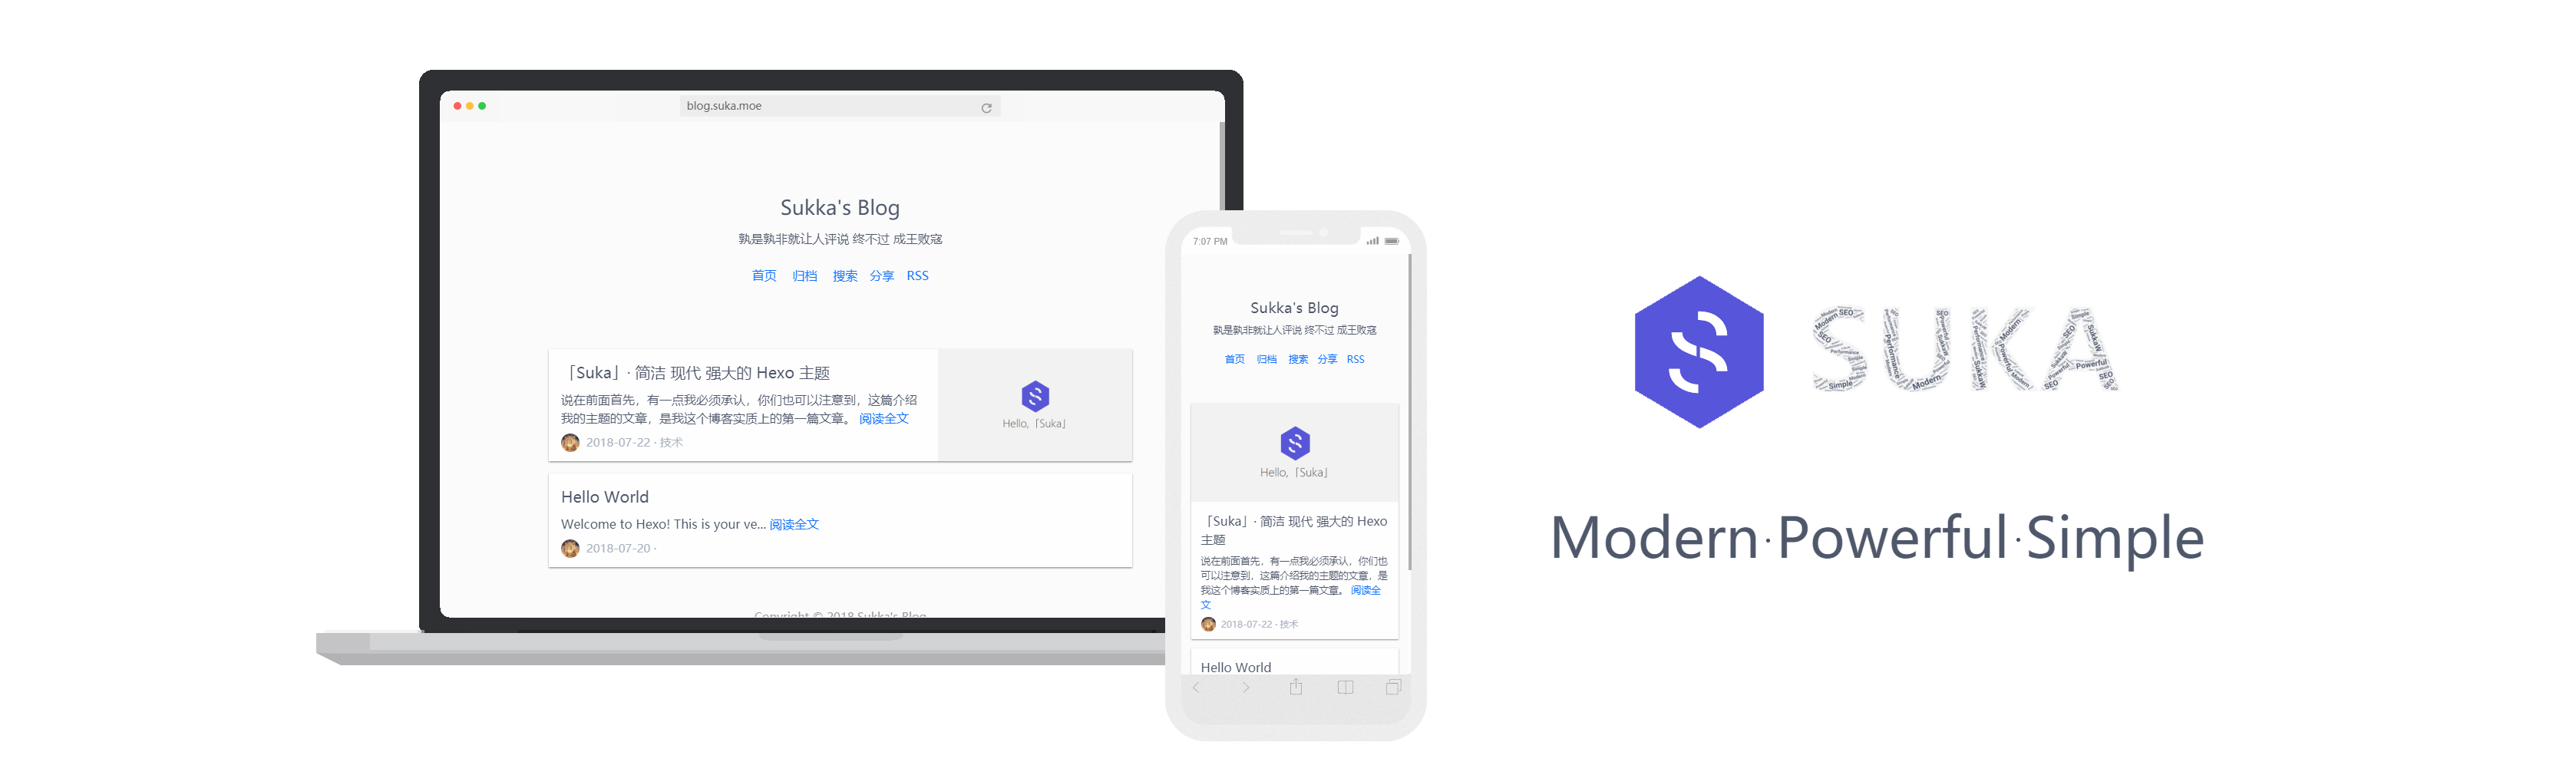 blog.suka.moe
Sukka's Blog
孰是孰非就让人评说 终不过 成王败寇
首页 归档 搜索 分享 RSS
「Suka」· 简洁 现代 强大的 Hexo 主题
说在前面首先，有一点我必须承认，你们也可以注意到，这篇介绍
我的主题的文章，是我这个博客实质上的第一篇文章。 阅读全文
2018-07-22 · 技术
Hello,「Suka」
Hello World
Welcome to Hexo! This is your ve... 阅读全文
2018-07-20 ·
Copyright © 2018 Sukka's Blog
7:07 PM
Sukka's Blog
孰是孰非就让人评说 终不过 成王败寇
首页 归档 搜索 分享 RSS
Hello,「Suka」
「Suka」· 简洁 现代 强大的 Hexo
主题
说在前面首先，有一点我必须承认，你们也
可以注意到，这篇介绍我的主题的文章，是
我这个博客实质上的第一篇文章。 阅读全
文
2018-07-22 · 技术
Hello World
SUKA
Modern·Powerful·Simple